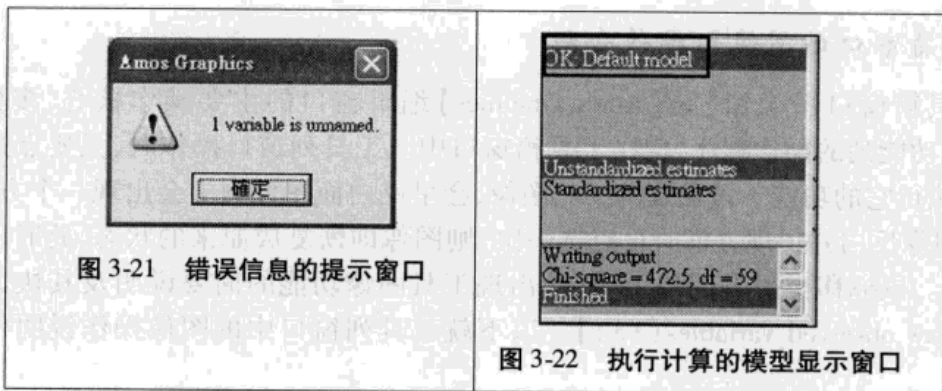 Amos Graphics
1 variable is unnamed.
確定
图 3-21 错误信息的提示窗口
OK: Default model
Unstandardized estimates
Standardized estimates
Writing output
Chi-square = 472.5, df = 59
Finished
图 3-22 执行计算的模型显示窗口